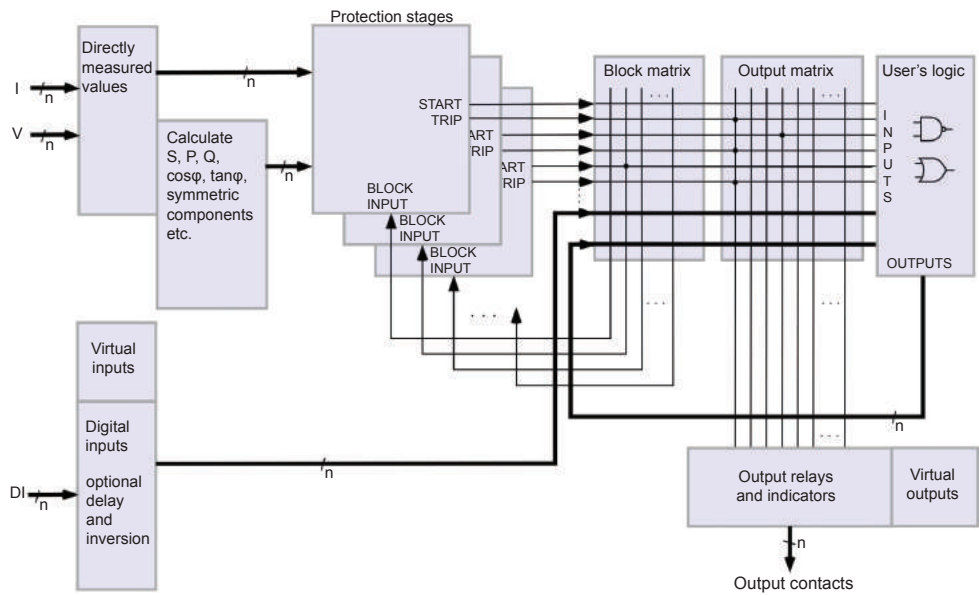 Protection stages
I
n
V
n
Directly
measured
values
n
Calculate
S, P, Q,
cosφ, tanφ,
symmetric
components
etc.
n
START
TRIP
BLOCK
INPUT
ART
TRIP
BLOCK
INPUT
ART
TRIP
BLOCK
INPUT
. . .
Block matrix
. . .
. . .
Output matrix
. . .
. . .
. . .
User's logic
I
N
P
U
T
S
OUTPUTS
n
Virtual
inputs
Digital
inputs
optional
delay
and
inversion
DI
n
n
Output relays
and indicators
Virtual
outputs
n
Output contacts